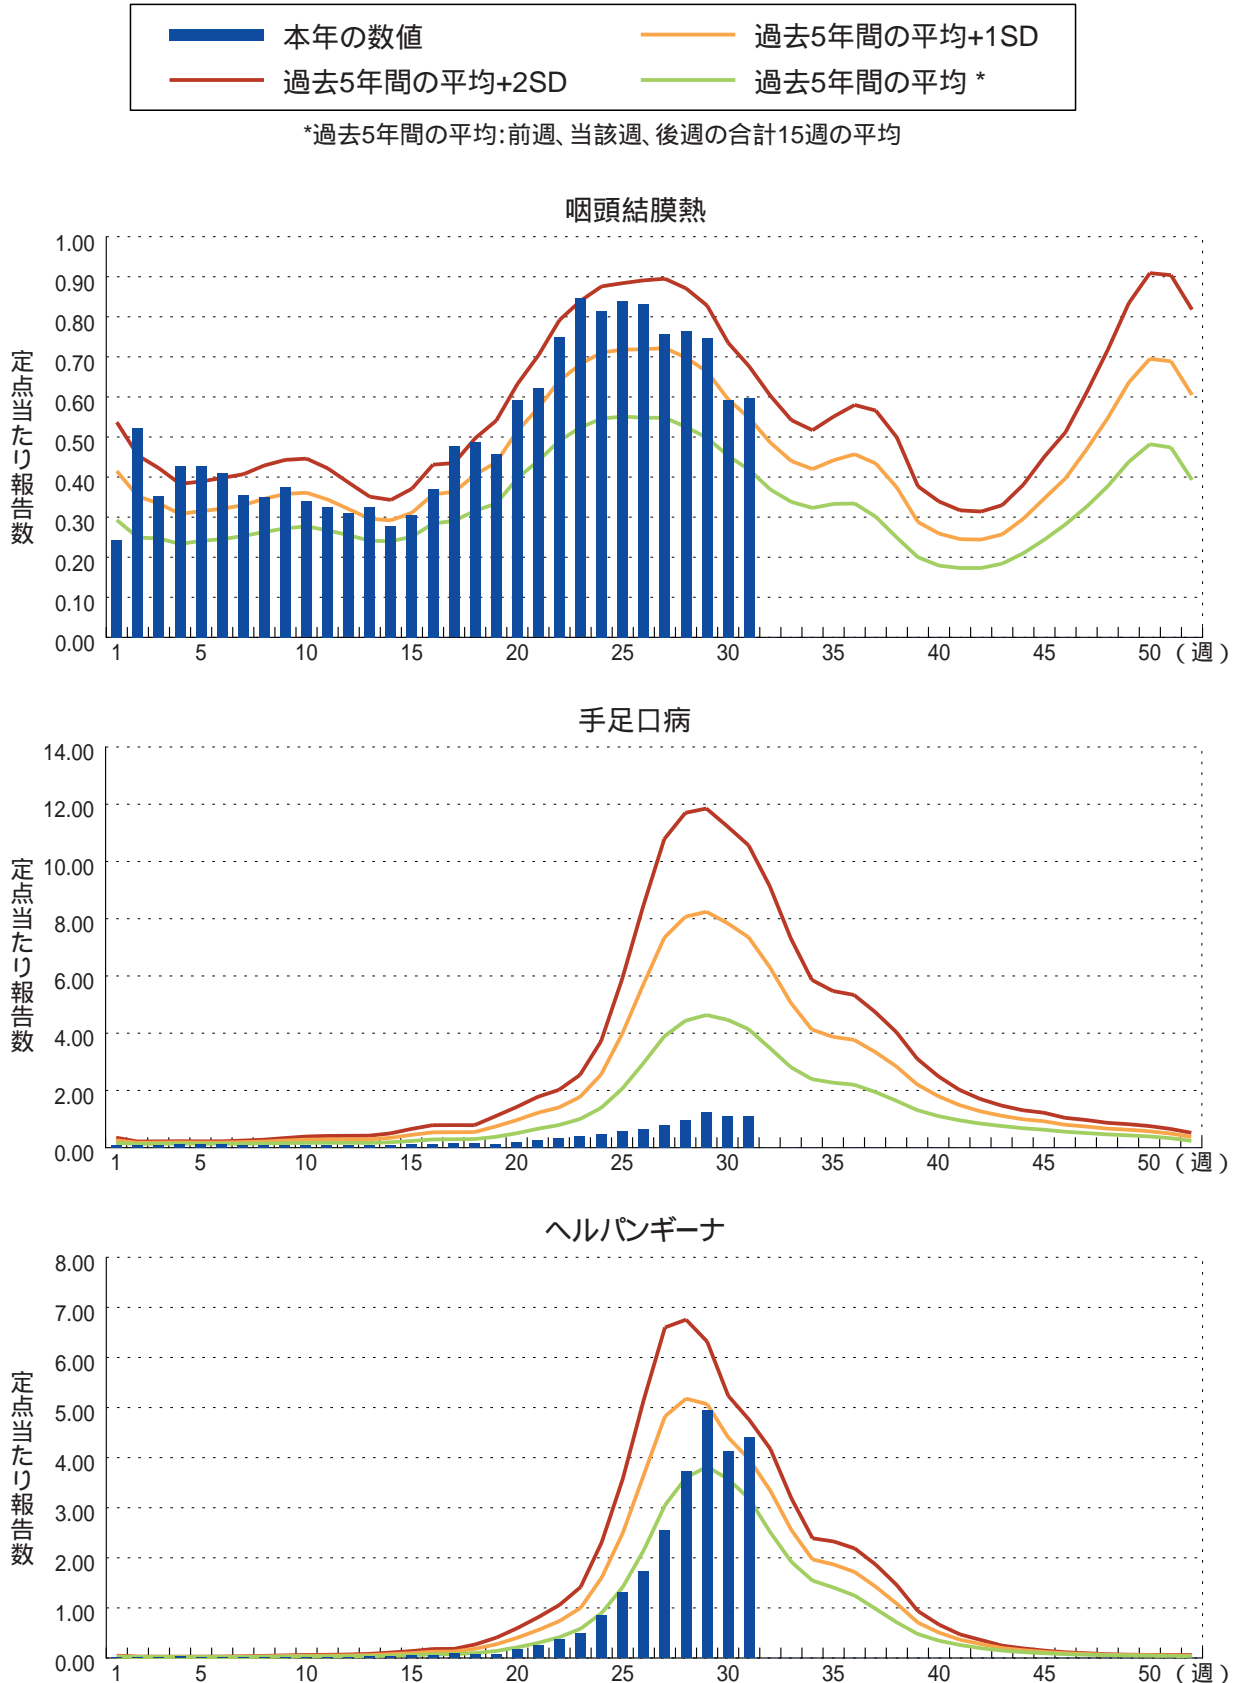 本年の数値
過去5年間の平均+1SD
過去5年間の平均+2SD
過去5年間の平均 *
*過去5年間の平均:前週、当該週、後週の合計15週の平均
咽頭結膜熱
定点当たり報告数
1.00
0.90
0.80
0.70
0.60
0.50
0.40
0.30
0.20
0.10
0.00
1 5 10 15 20 25 30 35 40 45 50 (週)
手足口病
定点当たり報告数
14.00
12.00
10.00
8.00
6.00
4.00
2.00
0.00
1 5 10 15 20 25 30 35 40 45 50 (週)
ヘルパンギーナ
定点当たり報告数
8.00
7.00
6.00
5.00
4.00
3.00
2.00
1.00
0.00
1 5 10 15 20 25 30 35 40 45 50 (週)